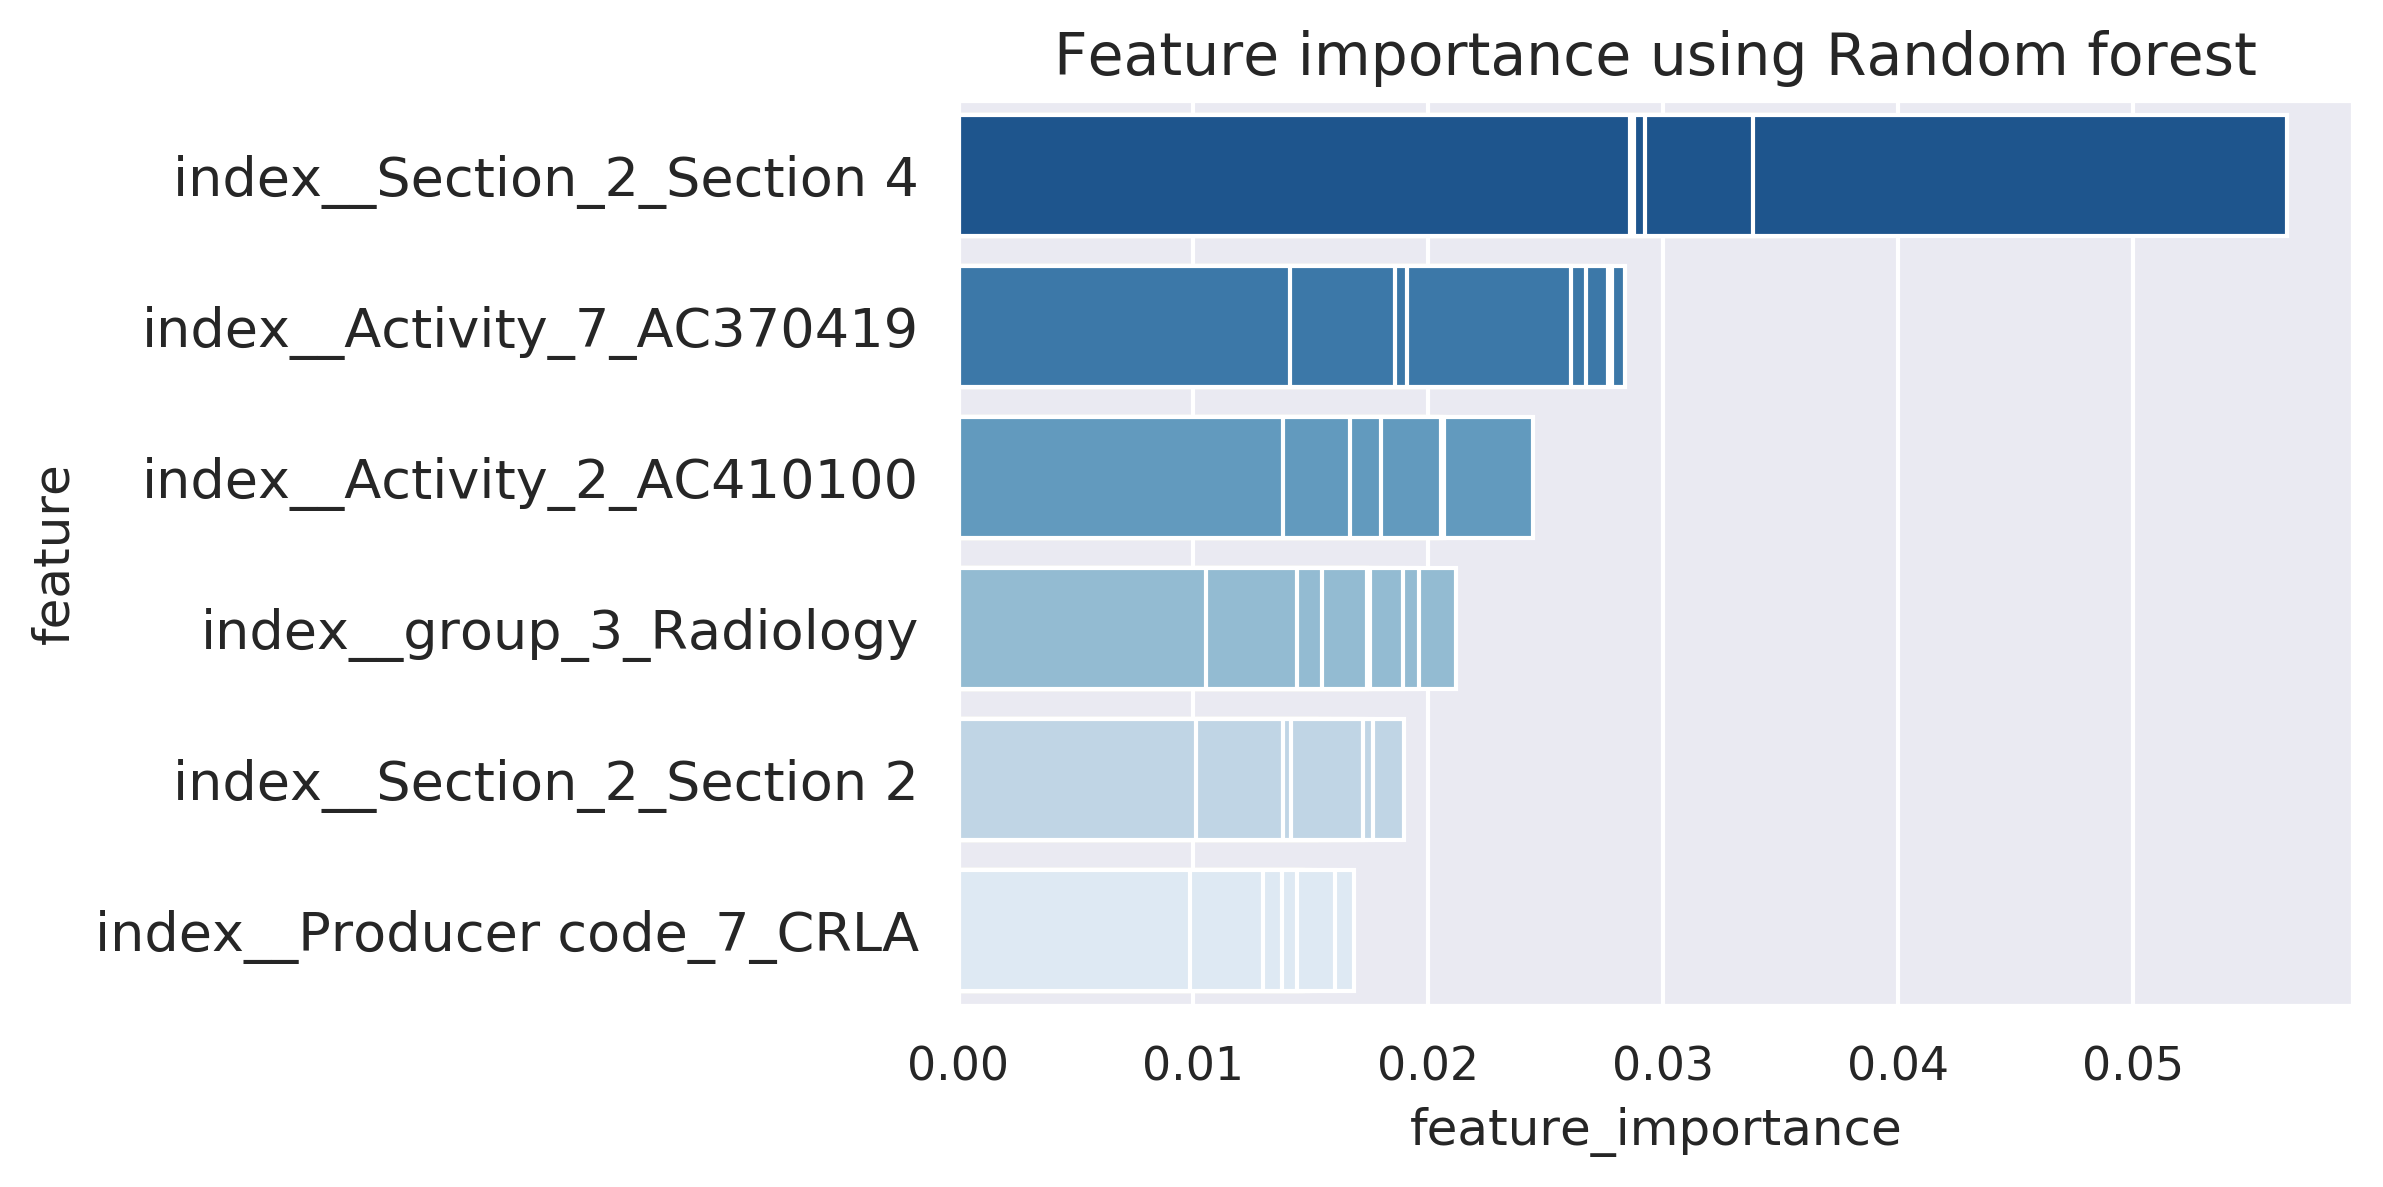 Feature importance using Random forest
index__Section_2_Section 4
index__Activity_7_AC370419
index__Activity_2_AC410100
index__group_3_Radiology
index__Section_2_Section 2
index__Producer code_7_CRLA
feature
0.00 0.01 0.02 0.03 0.04 0.05
feature_importance